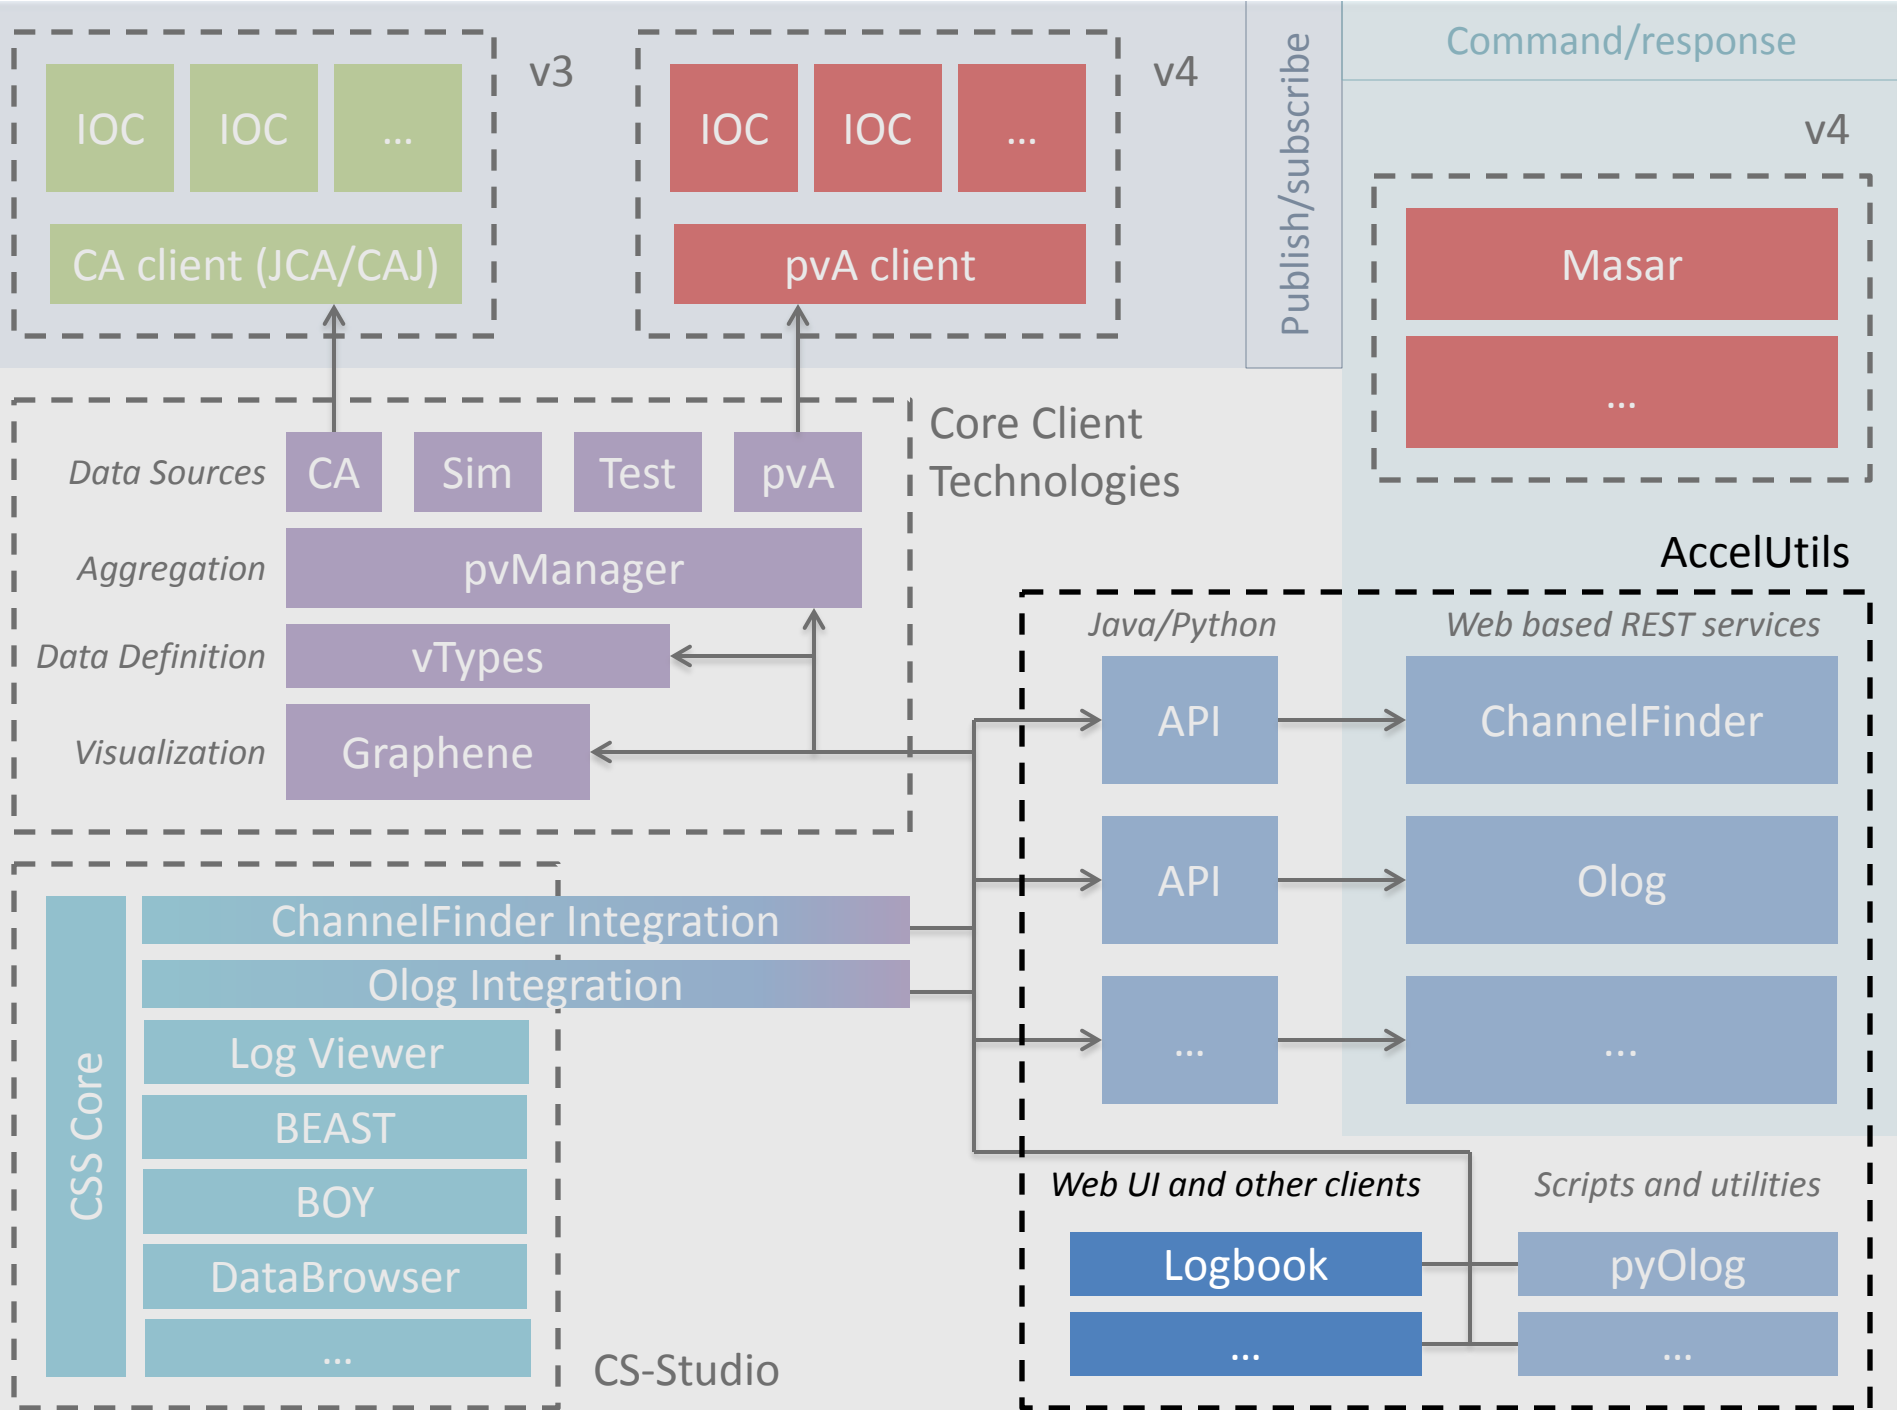 v3
IOC
IOC
...
CA client (JCA/CAJ)
v4
IOC
IOC
...
pvA client
Publish/subscribe
Command/response
v4
Masar
...
Core Client
Technologies
Data Sources
CA
Sim
Test
pvA
Aggregation
pvManager
Data Definition
vTypes
Visualization
Graphene
AccelUtils
Java/Python
Web based REST services
API
ChannelFinder
API
Olog
...
...
Web UI and other clients
Scripts and utilities
Logbook
pyOlog
...
...
CSS Core
ChannelFinder Integration
Olog Integration
Log Viewer
BEAST
BOY
DataBrowser
...
CS-Studio